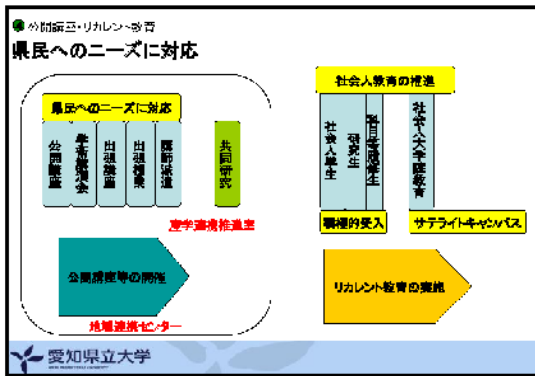 公開講座・リカレント教育
県民へのニーズに対応
県民へのニーズに対応
公開講座
学術講演会
出張講座
出張授業
講師派遣
共同研究
産学連携推進室
公開講座等の開催
地域連携センター
社会人教育の推進
社会人学生
研究生
科目等履修生
社会人大学院教育
積極的受入
サテライトキャンパス
リカレント教育の実施
愛知県立大学